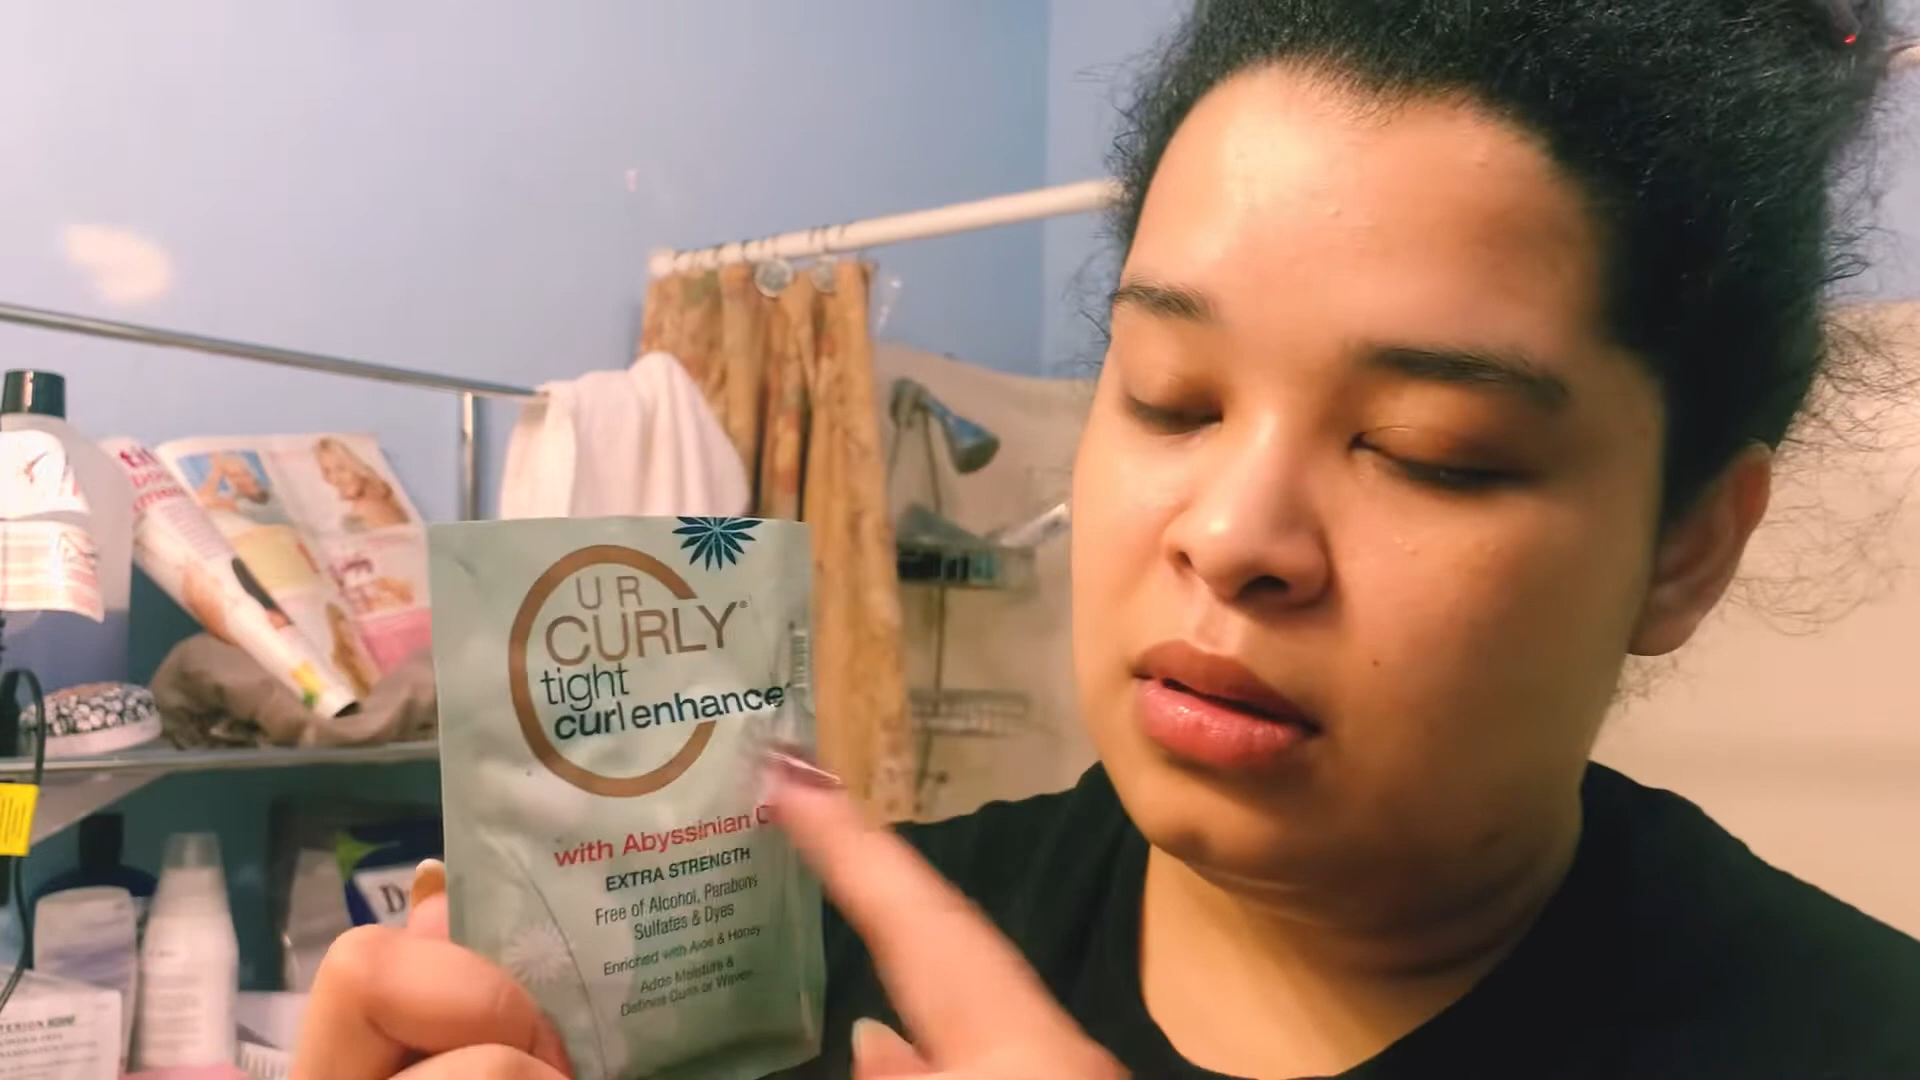 U R
CURLY®
tight
curl enhance
with Abyssinian
EXTRA STRENGTH
Free of Alcohol, Parabens
Sulfates & Dyes
Enriched with Aloe & Honey
Adds Moisture &
Defines Curls or Waves